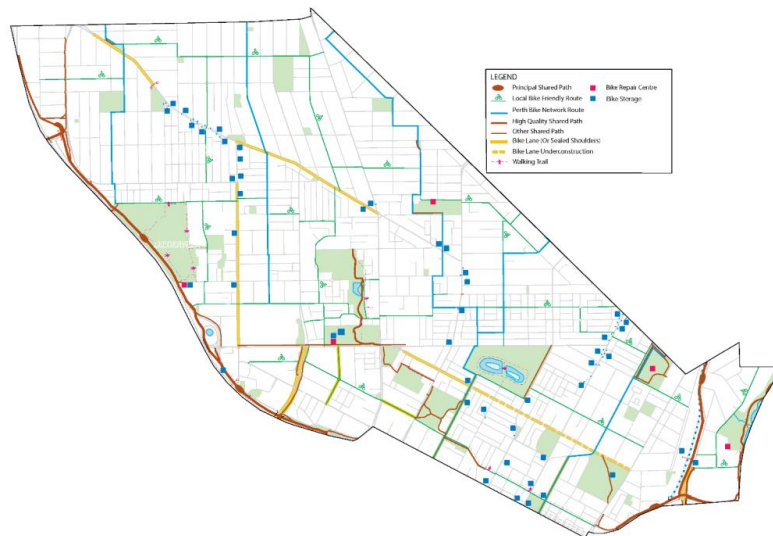 LEGEND
Principal Shared Path
Local Bike Friendly Route
Perth Bike Network Route
High Quality Shared Path
Other Shared Path
Bike Lane (Or Sealed Shoulders)
Bike Lane Underconstruction
Walking Trail
Bike Repair Centre
Bike Storage